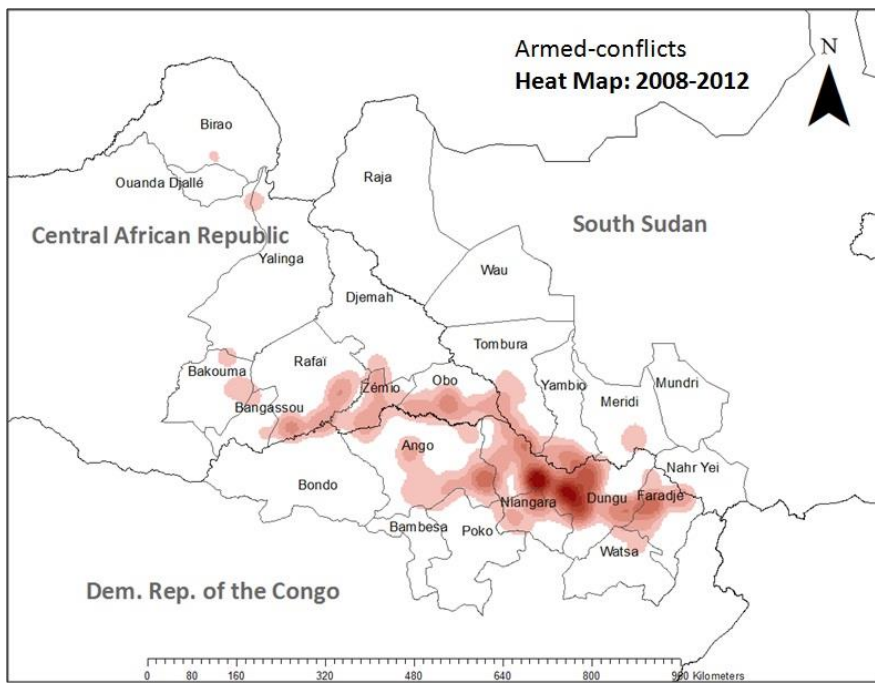 Armed-conflicts
Heat Map: 2008-2012
N
Birao
Ouanda Djallé
Raja
South Sudan
Central African Republic
Yalinga
Wau
Djemah
Tombura
Rafaï
Bakouma
Zémio
Obo
Yambio
Mundri
Meridi
Bangassou
Ango
Nahr Yei
Bondo
Niangara
Dungu
Faradje
Bambesa
Poko
Watsa
Dem. Rep. of the Congo
0 80 160 320 480 640 800 960 Kilometers